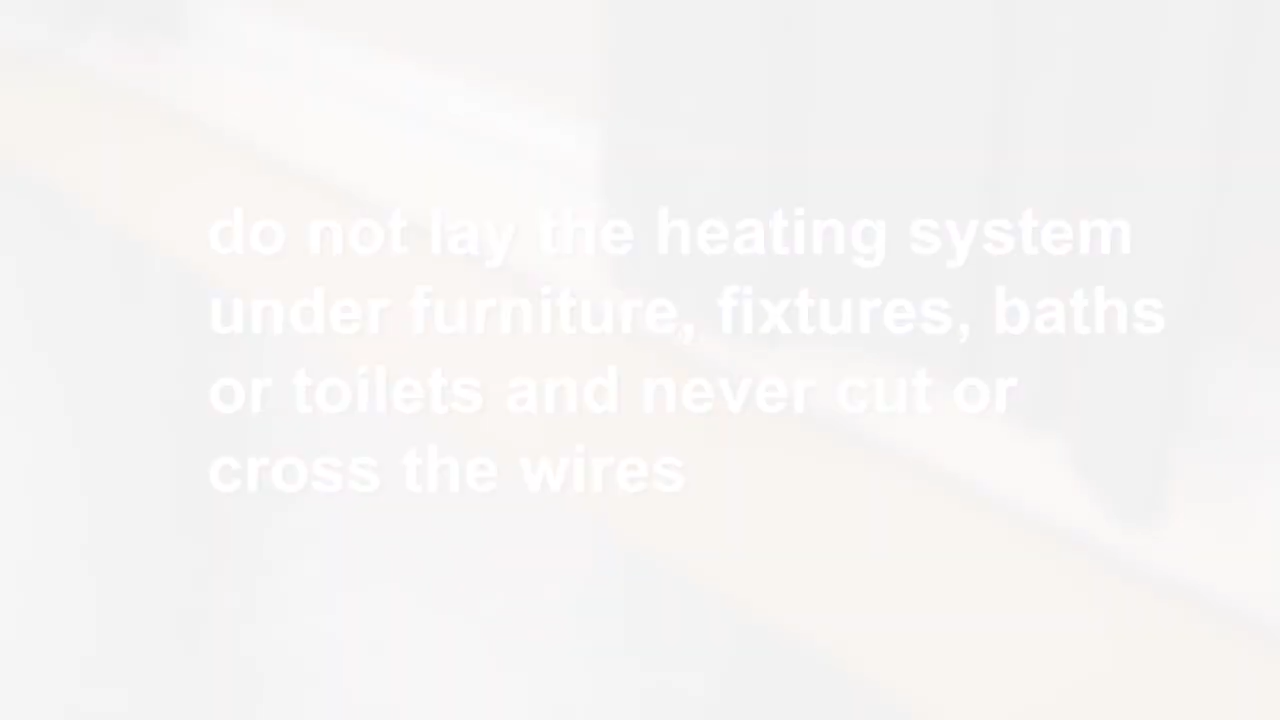 do not lay the heating system
under furniture, fixtures, baths
or toilets and never cut or
cross the wires